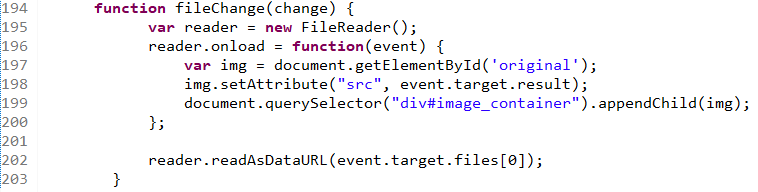 194 function fileChange(change) {
195 var reader = new FileReader();
196 reader.onload = function(event) {
197 var img = document.getElementById('original');
198 img.setAttribute("src", event.target.result);
199 document.querySelector("div#image_container").appendChild(img);
200 };
201
202 reader.readAsDataURL(event.target.files[0]);
203 }